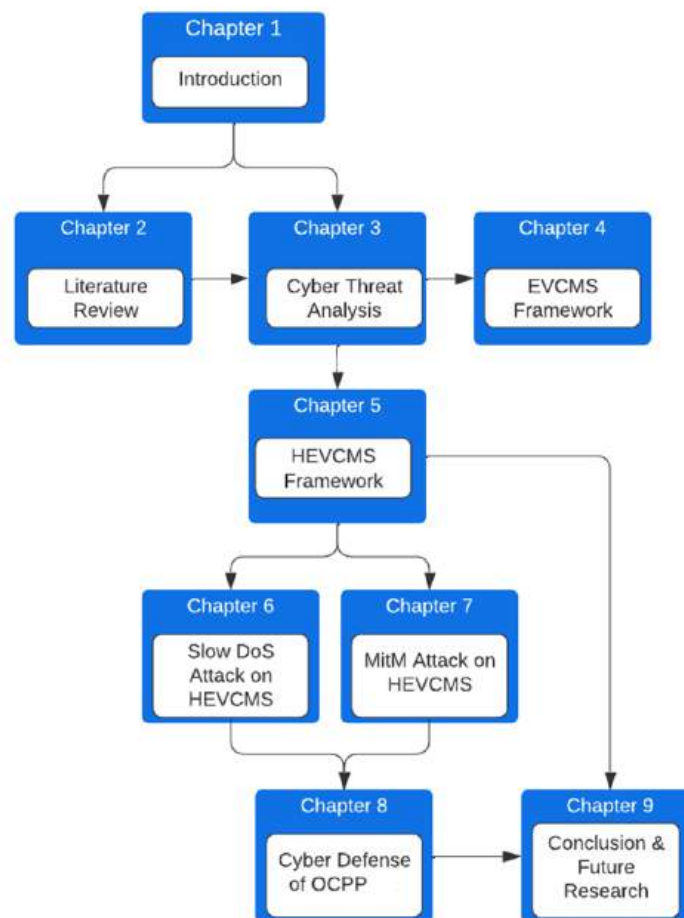 Chapter 1
Introduction
Chapter 2
Literature
Review
Chapter 3
Cyber Threat
Analysis
Chapter 4
EVCMS
Framework
Chapter 5
HEVCMS
Framework
Chapter 6
Slow DoS
Attack on
HEVCMS
Chapter 7
MitM Attack on
HEVCMS
Chapter 8
Cyber Defense
of OCPP
Chapter 9
Conclusion &
Future
Research